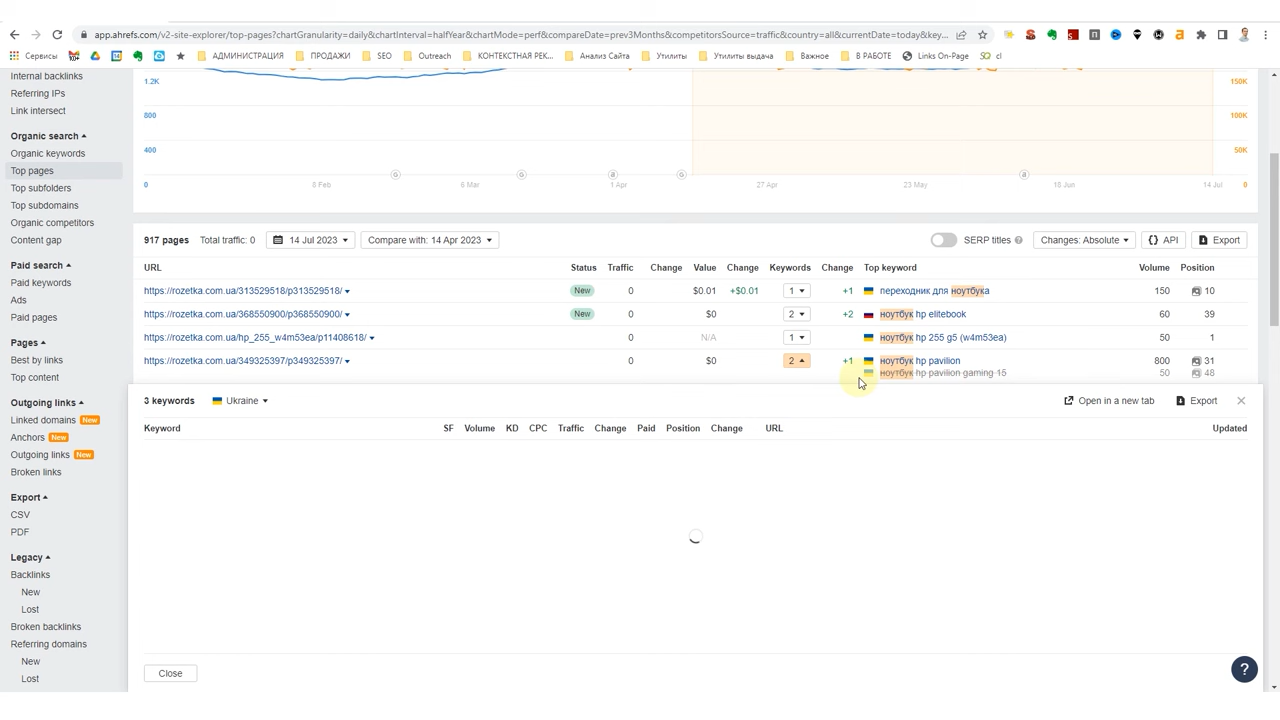 app.ahrefs.com/v2-site-explorer/top-pages?chartGranularity=daily&chartInterval=halfYear&chartMode=perf&compareDate=prev3Months&competitorsSource=traffic&country=all&currentDate=today&key...
Сервисы АДМИНИСТРАЦИЯ ПРОДАЖИ SEO Outreach КОНТЕКСТНАЯ РЕК... Анализ Сайта Утилиты Утилиты выдача Важное В РАБОТЕ Links On-Page cl
Internal backlinks
Referring IPs
Link intersect
Organic search
Organic keywords
Top pages
Top subfolders
Top subdomains
Organic competitors
Content gap
Paid search
Paid keywords
Ads
Paid pages
Pages
Best by links
Top content
Outgoing links
Linked domains New
Anchors New
Outgoing links New
Broken links
Export
CSV
PDF
Legacy
Backlinks
New
Lost
Broken backlinks
Referring domains
New
Lost
1.2K 150K
800 100K
400 50K
0 8 Feb 6 Mar 1 Apr 27 Apr 23 May 18 Jun 14 Jul 0
917 pages Total traffic: 0 14 Jul 2023 Compare with: 14 Apr 2023 SERP titles Changes: Absolute API Export
URL Status Traffic Change Value Change Keywords Change Top keyword Volume Position
https://rozetka.com.ua/313529518/p313529518/ New 0 $0.01 +$0.01 1 +1 переходник для ноутбука 150 10
https://rozetka.com.ua/368550900/p368550900/ New 0 $0 2 +2 ноутбук hp elitebook 60 39
https://rozetka.com.ua/hp_255_w4m53ea/p11408618/ 0 N/A 1 ноутбук hp 255 g5 (w4m53ea) 50 1
https://rozetka.com.ua/349325397/p349325397/ 0 $0 2 +1 ноутбук hp pavilion 800 31
ноутбук hp pavilion gaming 15 50 48
3 keywords Ukraine Open in a new tab Export
Keyword SF Volume KD CPC Traffic Change Paid Position Change URL Updated
Close
?